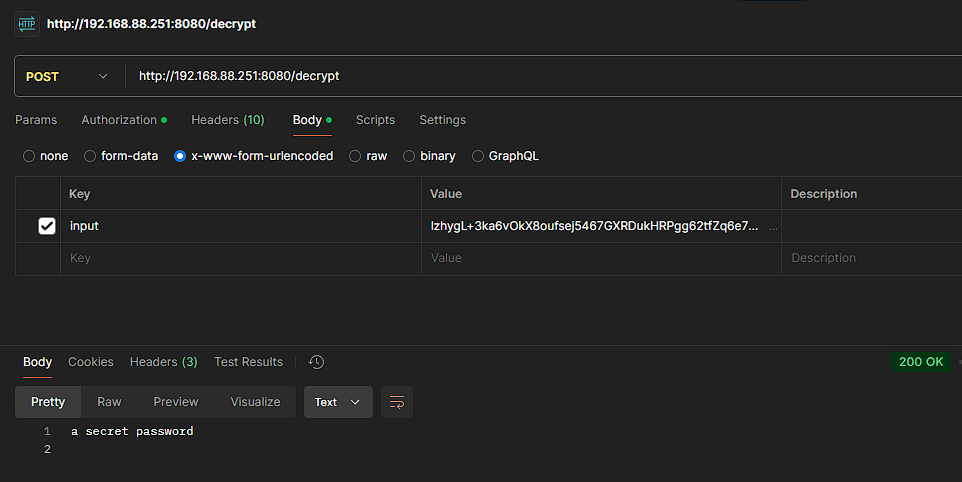 HTTP http://192.168.88.251:8080/decrypt
POST http://192.168.88.251:8080/decrypt
Params Authorization Headers (10) Body Scripts Settings
none form-data x-www-form-urlencoded raw binary GraphQL
Key Value Description
input lzhygL+3ka6vOkX8oufsej5467GXRDukHRPgg62tfZq6e7... ...
Key Value Description
Body Cookies Headers (3) Test Results 200 OK
Pretty Raw Preview Visualize Text
1 a secret password
2